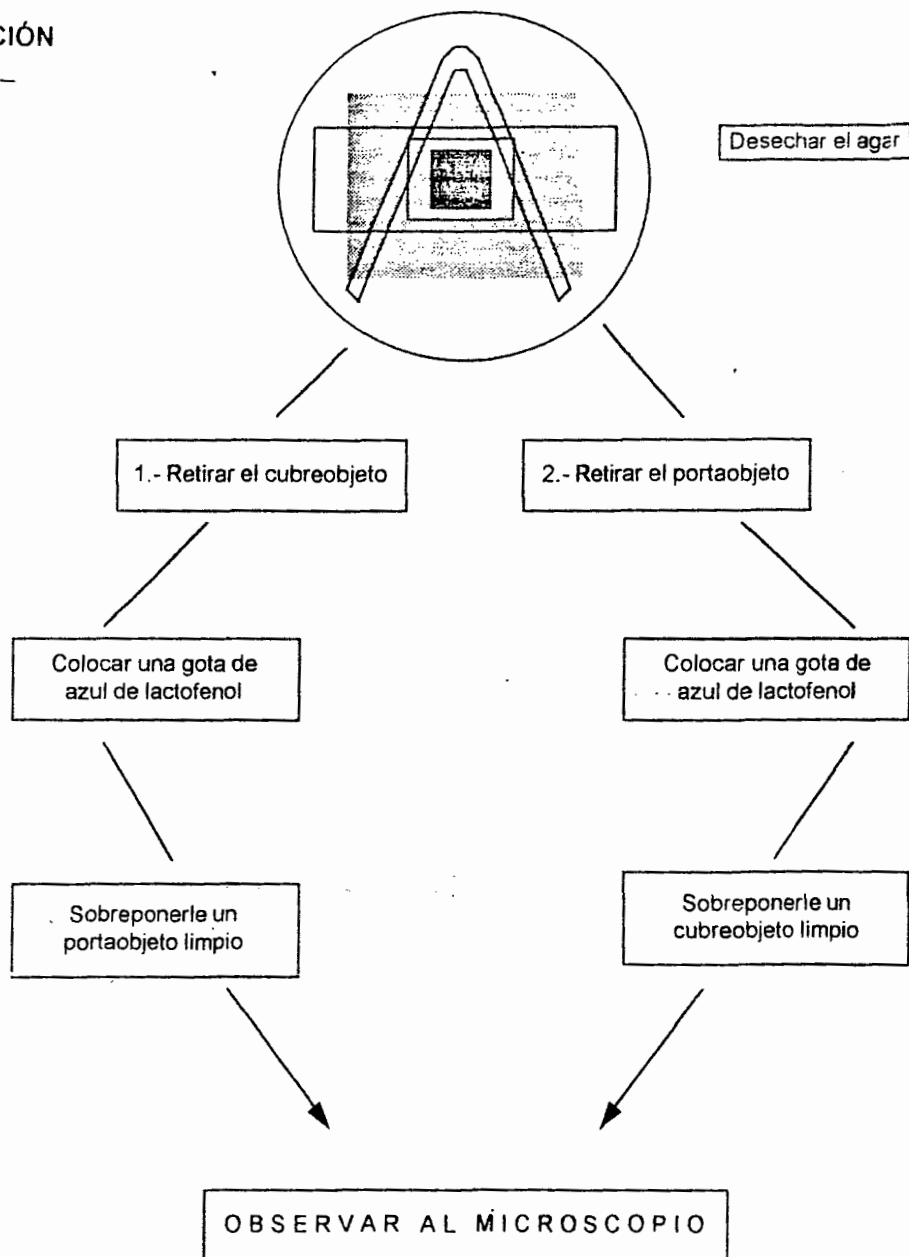 CIÓN
Desechar el agar
1.- Retirar el cubreobjeto
2.- Retirar el portaobjeto
Colocar una gota de
azul de lactofenol
Colocar una gota de
azul de lactofenol
Sobreponerle un
portaobjeto limpio
Sobreponerle un
cubreobjeto limpio
OBSERVAR AL MICROSCOPIO